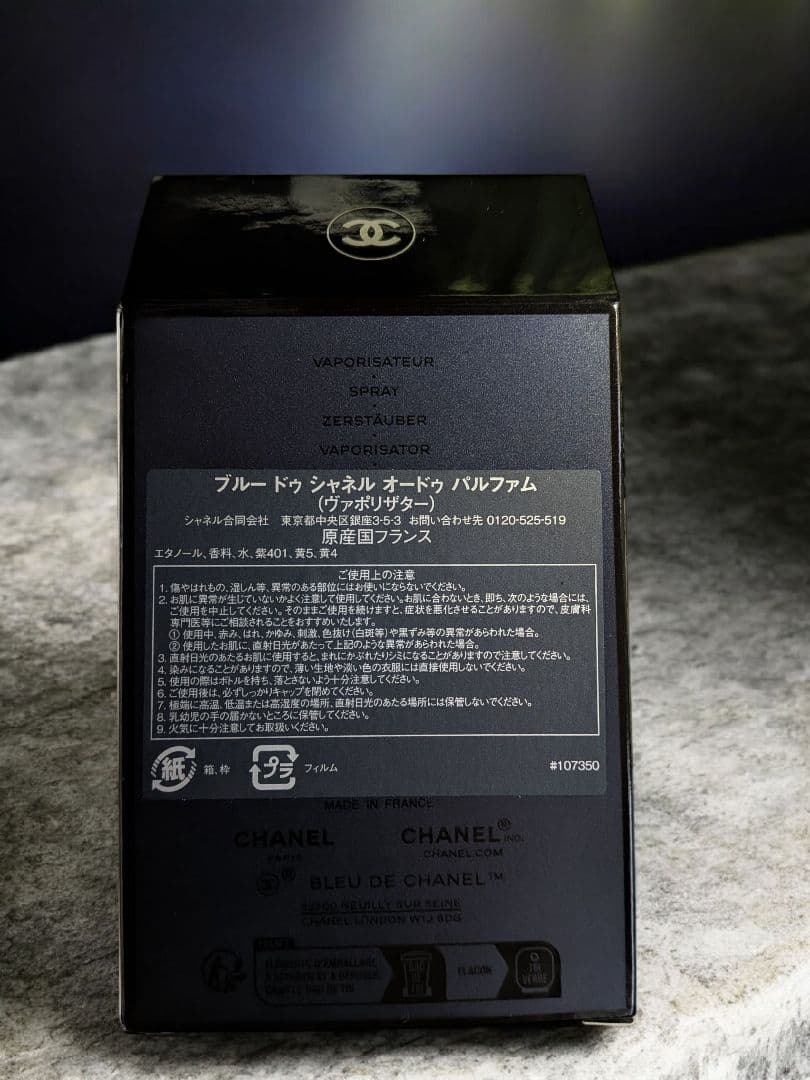 VAPORISATEUR
SPRAY
ZERSTÄUBER
VAPORISATOR
ブルー ドゥ シャネル オードゥ パルファム
(ヴァポリザター)
シャネル合同会社 東京都中央区銀座3-5-3 お問い合わせ先 0120-525-519
原産国フランス
エタノール、香料、水、紫401、黄5、黄4
ご使用上の注意
1. 傷やはれもの、湿しん等、異常のある部位にはお使いにならないでください。
2. お肌に異常が生じていないかよく注意して使用してください。お肌に合わないとき、即ち、次のような場合には、
ご使用を中止してください。そのままご使用を続けますと、症状を悪化させることがありますので、皮膚科
専門医等にご相談されることをおすすめいたします。
① 使用中、赤み、はれ、かゆみ、刺激、色抜け(白斑等)や黒ずみ等の異常があらわれた場合。
② 使用したお肌に、直射日光があたって上記のような異常があらわれた場合。
3. 直射日光のあたるお肌に使用すると、まれにかぶれたりシミになることがありますので注意してください。
4. 染みになることがありますので、薄い生地や淡い色の衣服には直接使用しないでください。
5. 使用の際はボトルを持ち、落とさないよう十分注意してください。
6. ご使用後は、必ずしっかりキャップを閉めてください。
7. 極端に高温、低温または高湿度の場所、直射日光のあたる場所には保管しないでください。
8. 乳幼児の手の届かないところに保管してください。
9. 火気に十分注意してお取扱いください。
紙 箱、枠 プラ フィルム #107350
MADE IN FRANCE
CHANEL CHANEL® INC.
PARIS CHANEL.COM
® BLEU DE CHANEL™
NEUILLY SUR SEINE
CHANEL LONDON W1J 6DG
ÉLÉMENTS D'EMBALLAGE
FLACON